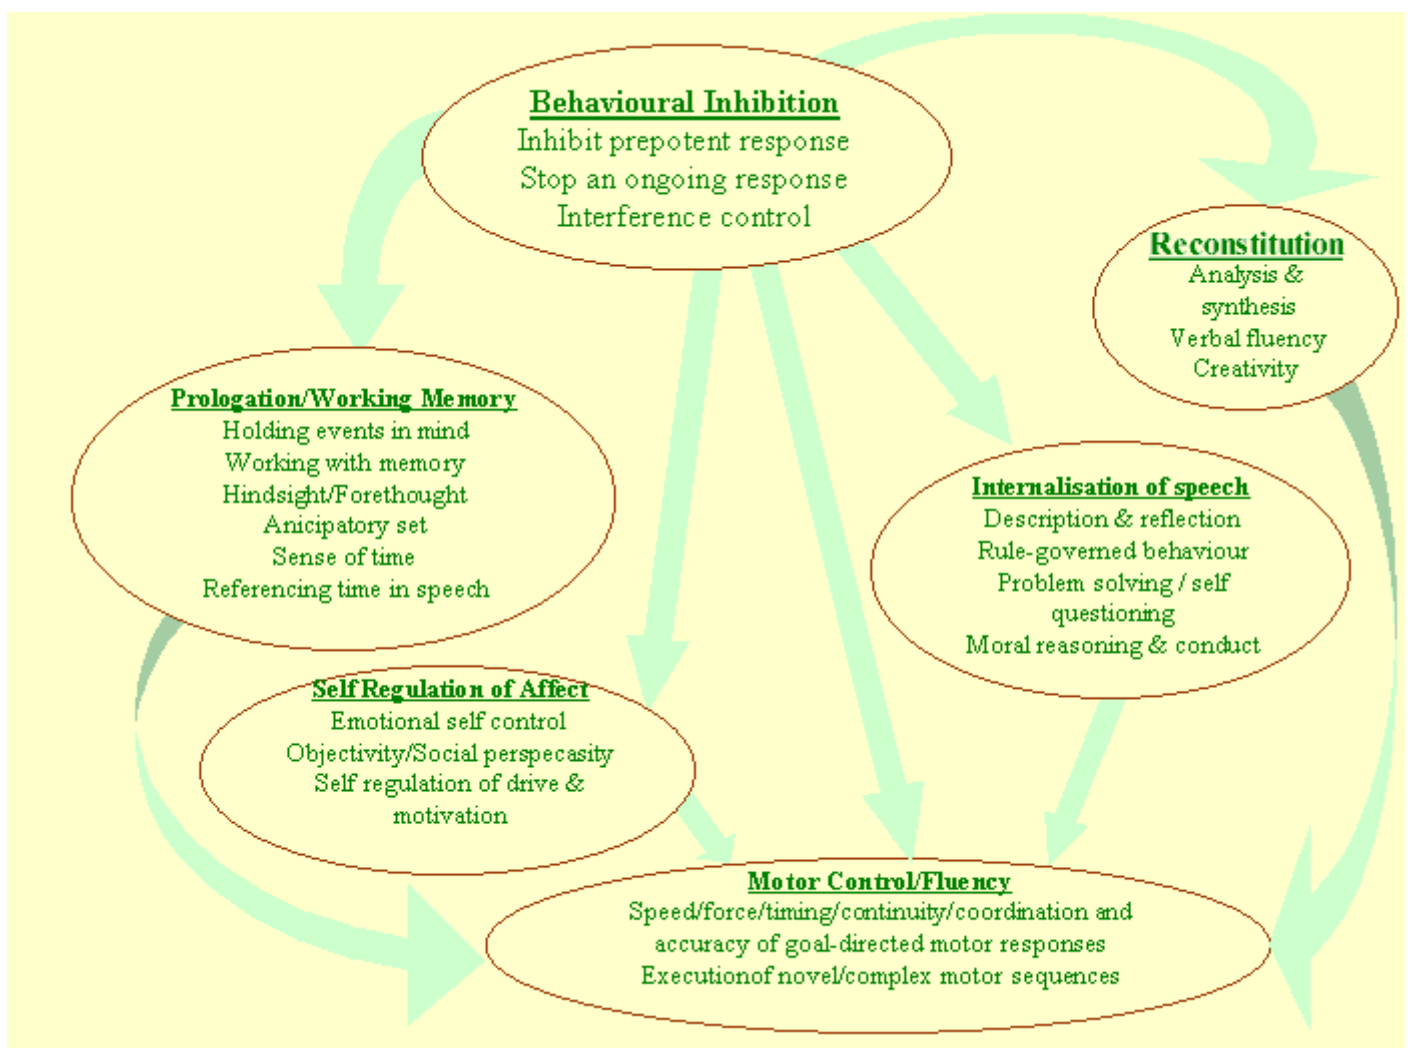 Behavioural Inhibition
Inhibit prepotent response
Stop an ongoing response
Interference control
Reconstitution
Analysis &
synthesis
Verbal fluency
Creativity
Prologation/Working Memory
Holding events in mind
Working with memory
Hindsight/Forethought
Anicipatory set
Sense of time
Referencing time in speech
Internalisation of speech
Description & reflection
Rule-governed behaviour
Problem solving / self
questioning
Moral reasoning & conduct
Self Regulation of Affect
Emotional self control
Objectivity/Social perspecasity
Self regulation of drive &
motivation
Motor Control/Fluency
Speed/force/timing/continuity/coordination and
accuracy of goal-directed motor responses
Executionof novel/complex motor sequences